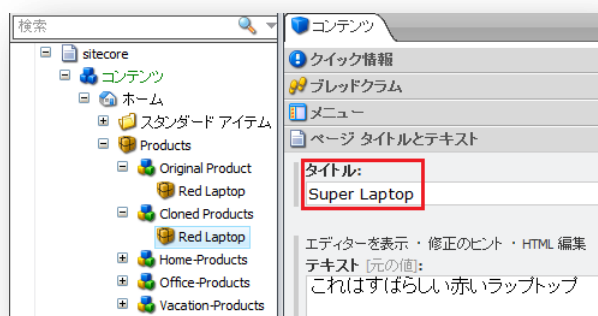 検索
sitecore
コンテンツ
ホーム
スタンダード アイテム
Products
Original Product
Red Laptop
Cloned Products
Red Laptop
Home-Products
Office-Products
Vacation-Products
コンテンツ
クイック情報
ブレッドクラム
メニュー
ページ タイトルとテキスト
タイトル:
Super Laptop
エディターを表示 ・ 修正のヒント ・ HTML 編集
テキスト [元の値]:
これはすばらしい赤いラップトップ